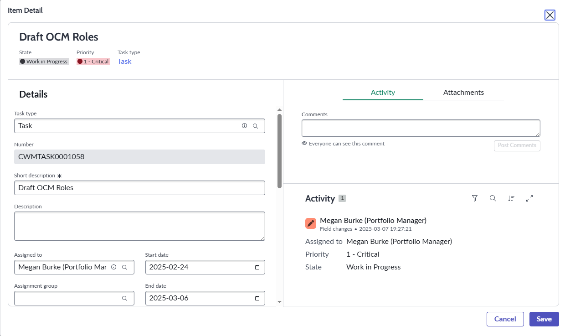 Item Detail
Draft OCM Roles
State
Priority
Task type
Work in Progress
1 - Critical
Task
Details
Activity
Attachments
Task type
Task
Number
CWMTASK0001058
Short description
Draft OCM Roles
Description
Assigned to
Megan Burke (Portfolio Mar
Start date
2025-02-24
Assignment group
End date
2025-03-06
Comments
Everyone can see this comment
Post Comments
Activity 1
Megan Burke (Portfolio Manager)
Field changes • 2025-03-07 19:27:21
Assigned to Megan Burke (Portfolio Manager)
Priority 1 - Critical
State Work in Progress
Cancel
Save